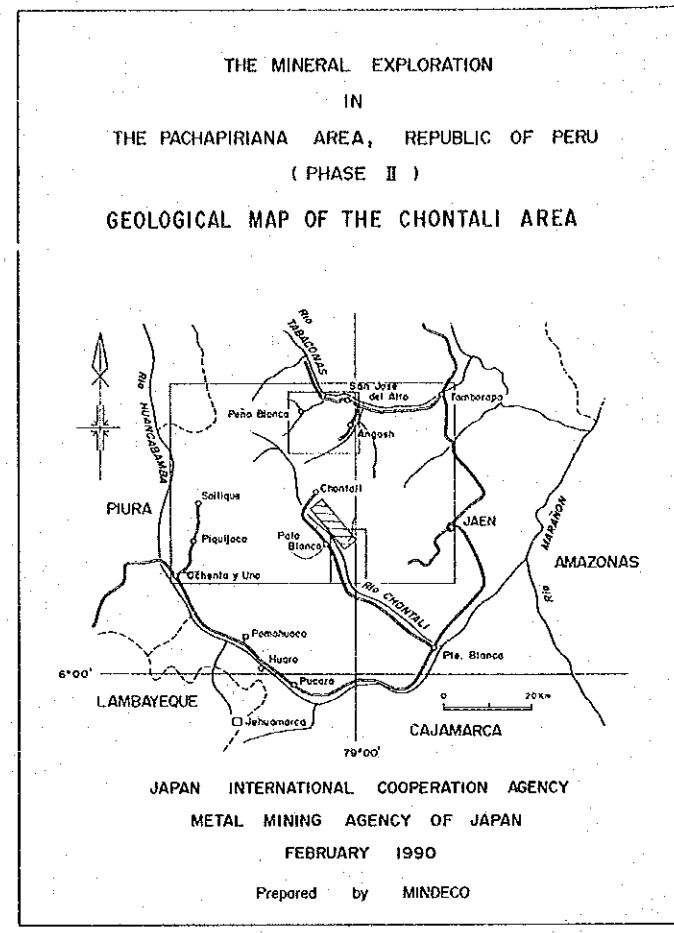 THE MINERAL EXPLORATION
IN
THE PACHAPIRIANA AREA, REPUBLIC OF PERU
( PHASE II )
GEOLOGICAL MAP OF THE CHONTALI AREA
Rio
TABACONAS
Rio
HUANCABAMBA
San José
del Alto
Tamborapa
Peña Blanca
Angash
Chontali
PIURA
Sallique
JAEN
MARAÑON
Piquijaca
Palo
Blanco
AMAZONAS
Ochenta y Uno
Rio CHONTALI
Rio
Pomahuaca
Pte. Blanca
Huaro
6°00'
Pucara
0 20Km
LAMBAYEQUE
Jehuamarca
CAJAMARCA
79°00'
JAPAN INTERNATIONAL COOPERATION AGENCY
METAL MINING AGENCY OF JAPAN
FEBRUARY 1990
Prepared by MINDECO